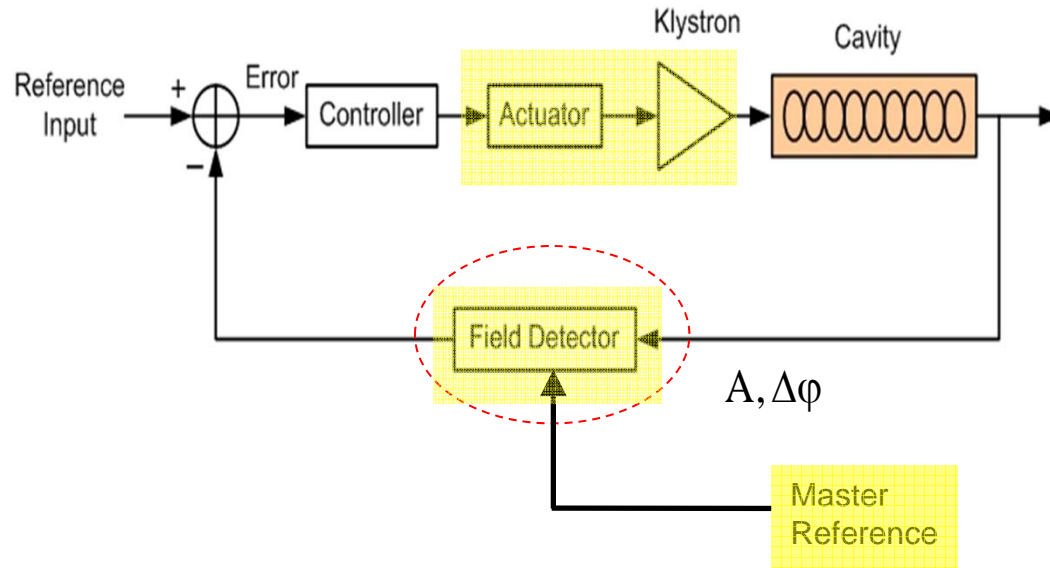 Klystron
Cavity
Reference
Input
+
Error
Controller
Actuator
−
Field Detector
A, Δφ
Master
Reference